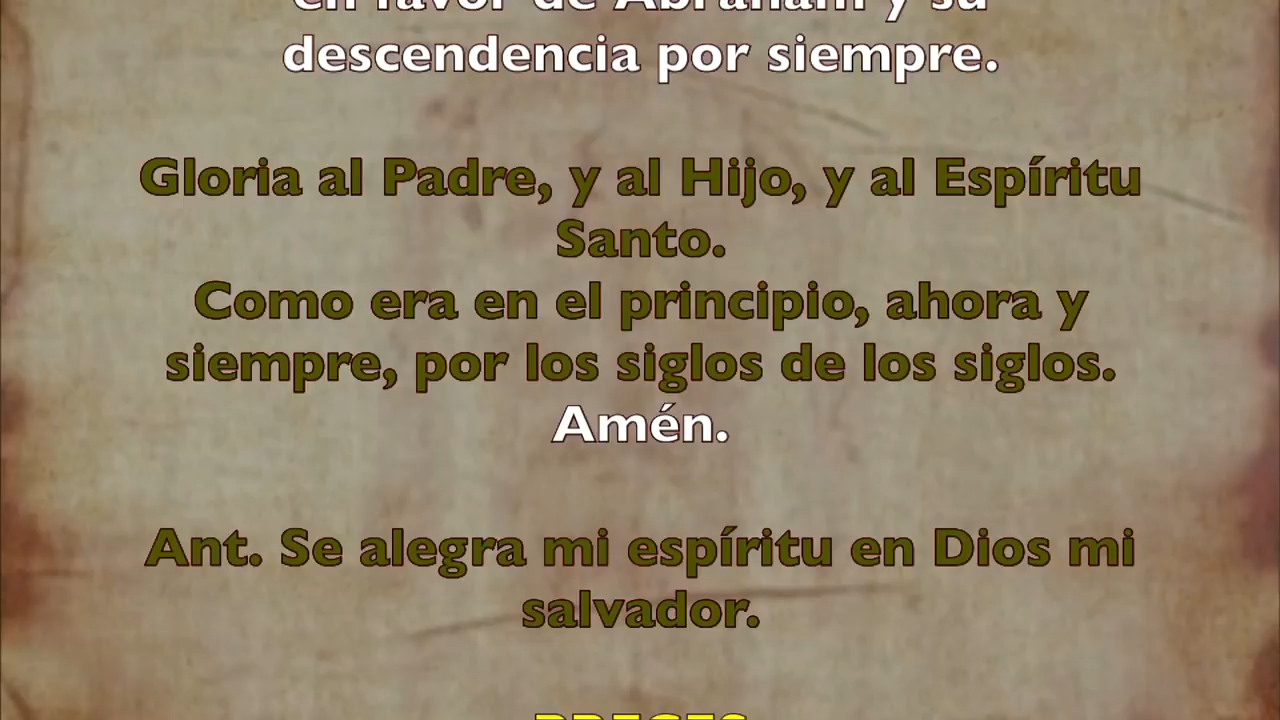 en favor de Abraham y su
descendencia por siempre.
Gloria al Padre, y al Hijo, y al Espíritu
Santo.
Como era en el principio, ahora y
siempre, por los siglos de los siglos.
Amén.
Ant. Se alegra mi espíritu en Dios mi
salvador.
PRECES